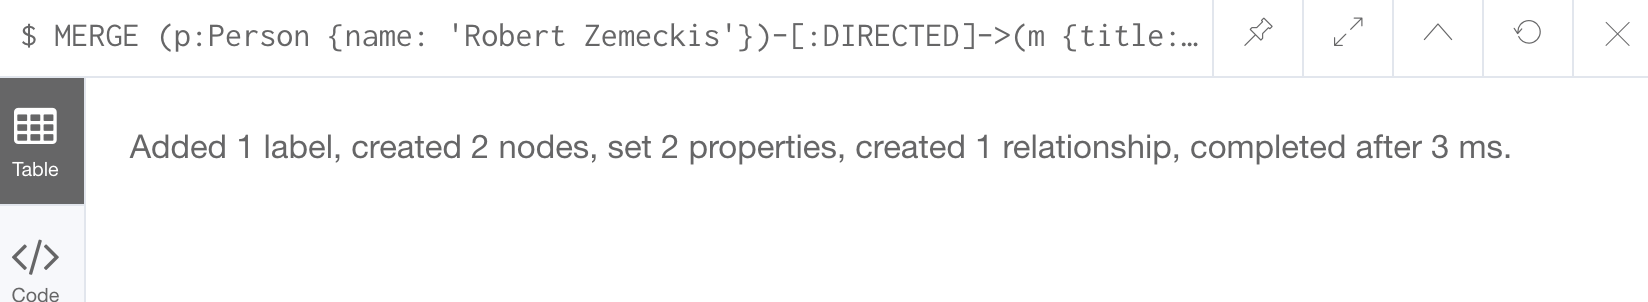 $ MERGE (p:Person {name: 'Robert Zemeckis'})-[:DIRECTED]->(m {title:…
Table
Added 1 label, created 2 nodes, set 2 properties, created 1 relationship, completed after 3 ms.
</>
Code